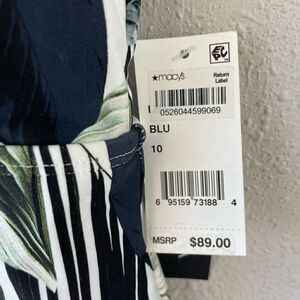 ★macy's
Return
Label
0526044599069
BLU
10
6 95159 73188 4
MSRP $89.00